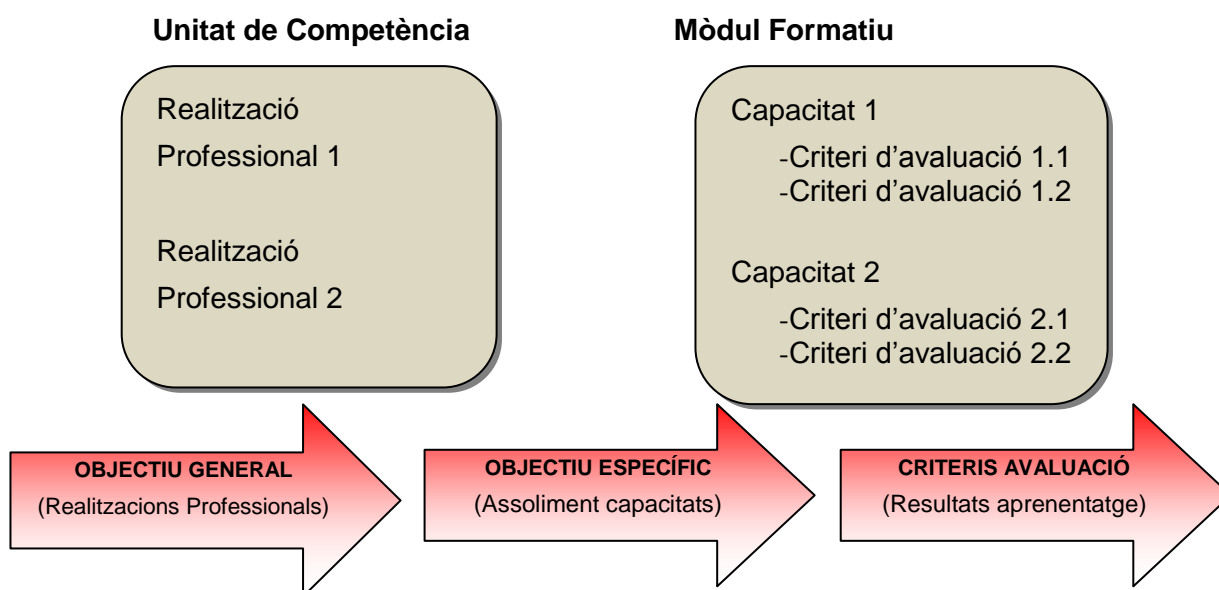 Unitat de Competència
Mòdul Formatiu
Realització
Professional 1
Realització
Professional 2
Capacitat 1
-Criteri d’avaluació 1.1
-Criteri d’avaluació 1.2
Capacitat 2
-Criteri d’avaluació 2.1
-Criteri d’avaluació 2.2
OBJECTIU GENERAL
(Realitzacions Professionals)
OBJECTIU ESPECÍFIC
(Assoliment capacitats)
CRITERIS AVALUACIÓ
(Resultats aprenentatge)